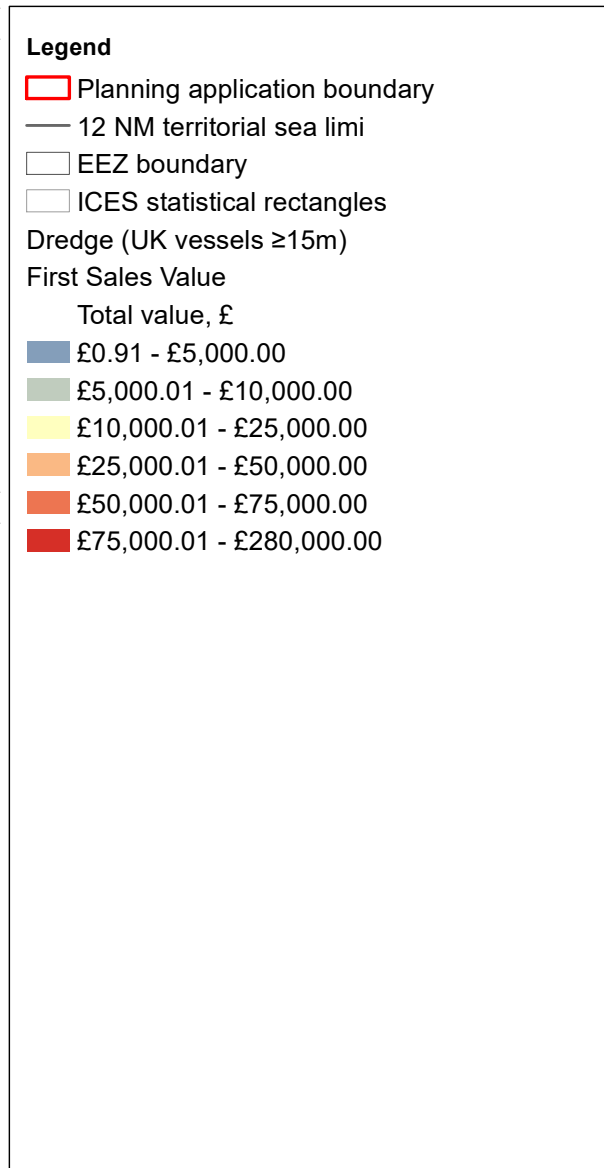 Legend
Planning application boundary
12 NM territorial sea limi
EEZ boundary
ICES statistical rectangles
Dredge (UK vessels ≥15m)
First Sales Value
Total value, £
£0.91 - £5,000.00
£5,000.01 - £10,000.00
£10,000.01 - £25,000.00
£25,000.01 - £50,000.00
£50,000.01 - £75,000.00
£75,000.01 - £280,000.00